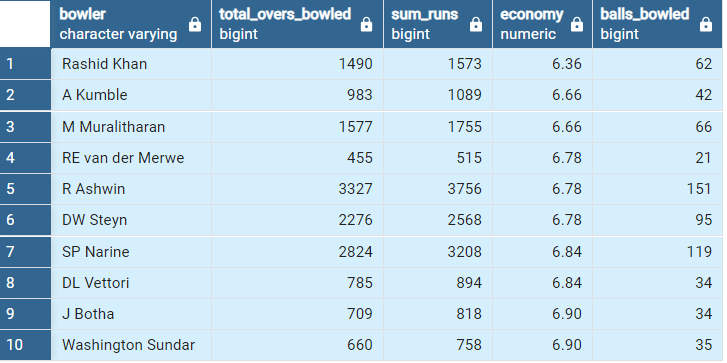 bowler total_overs_bowled sum_runs economy balls_bowled
character varying bigint bigint numeric bigint
1 Rashid Khan 1490 1573 6.36 62
2 A Kumble 983 1089 6.66 42
3 M Muralitharan 1577 1755 6.66 66
4 RE van der Merwe 455 515 6.78 21
5 R Ashwin 3327 3756 6.78 151
6 DW Steyn 2276 2568 6.78 95
7 SP Narine 2824 3208 6.84 119
8 DL Vettori 785 894 6.84 34
9 J Botha 709 818 6.90 34
10 Washington Sundar 660 758 6.90 35